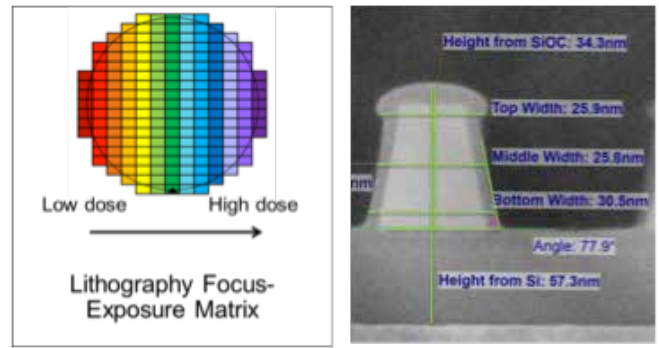 Low dose
High dose
Lithography Focus-
Exposure Matrix
Height from SiOC: 34.3nm
Top Width: 25.9nm
Middle Width: 25.8nm
nm
Bottom Width: 30.5nm
Angle: 77.9°
Height from Si: 57.3nm